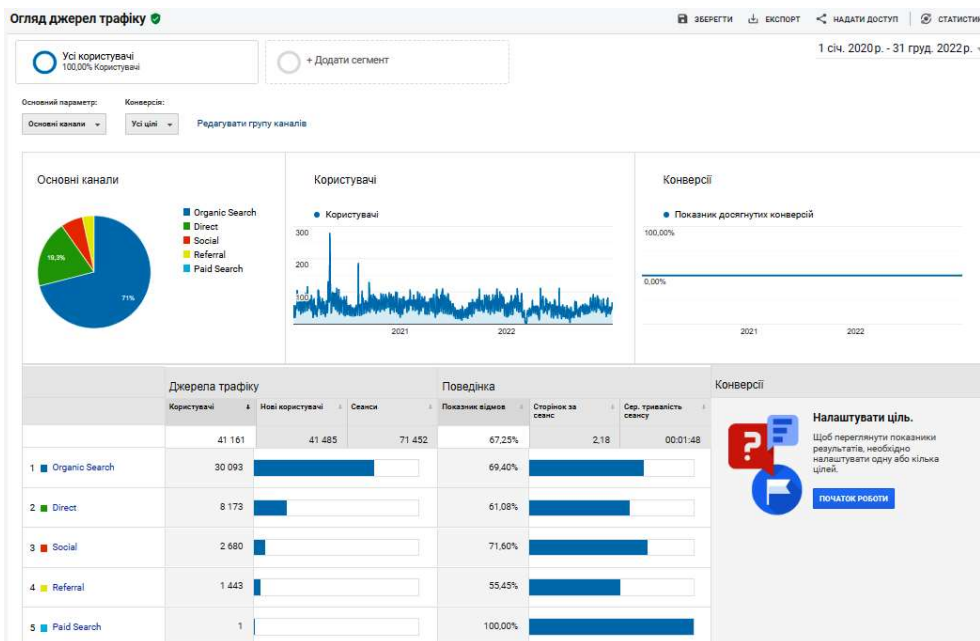 Огляд джерел трафіку
ЗБЕРЕГТИ ЕКСПОРТ НАДАТИ ДОСТУП СТАТИСТИК
1 січ. 2020 р. - 31 груд. 2022 р.
Усі користувачі
100,00% Користувачі
+ Додати сегмент
Основний параметр: Конверсія:
Основні канали Усі цілі Редагувати групу каналів
Основні канали
Organic Search
Direct
Social
Referral
Paid Search
19,3%
71%
Користувачі
Користувачі
300
200
100
2021 2022
Конверсії
Показник досягнутих конверсій
100,00%
0,00%
2021 2022
Джерела трафіку Поведінка Конверсії
Користувачі Нові користувачі Сеанси Показник відмов Сторінок за сеанс Сер. тривалість сеансу
41 161 41 485 71 452 67,25% 2,18 00:01:48
1 Organic Search 30 093 69,40%
2 Direct 8 173 61,08%
3 Social 2 680 71,60%
4 Referral 1 443 55,45%
5 Paid Search 1 100,00%
Налаштувати ціль.
Щоб переглянути показники
результатів, необхідно
налаштувати одну або кілька
цілей.
ПОЧАТОК РОБОТИ